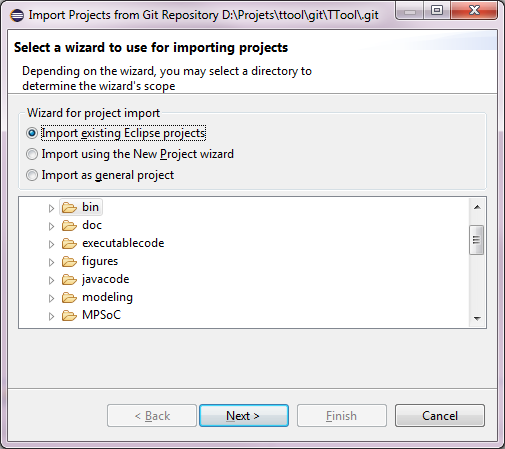 Import Projects from Git Repository D:\Projets\ttool\git\TTool\.git
Select a wizard to use for importing projects
Depending on the wizard, you may select a directory to
determine the wizard's scope
Wizard for project import
Import existing Eclipse projects
Import using the New Project wizard
Import as general project
bin
doc
executablecode
figures
javacode
modeling
MPSoC
< Back
Next >
Finish
Cancel